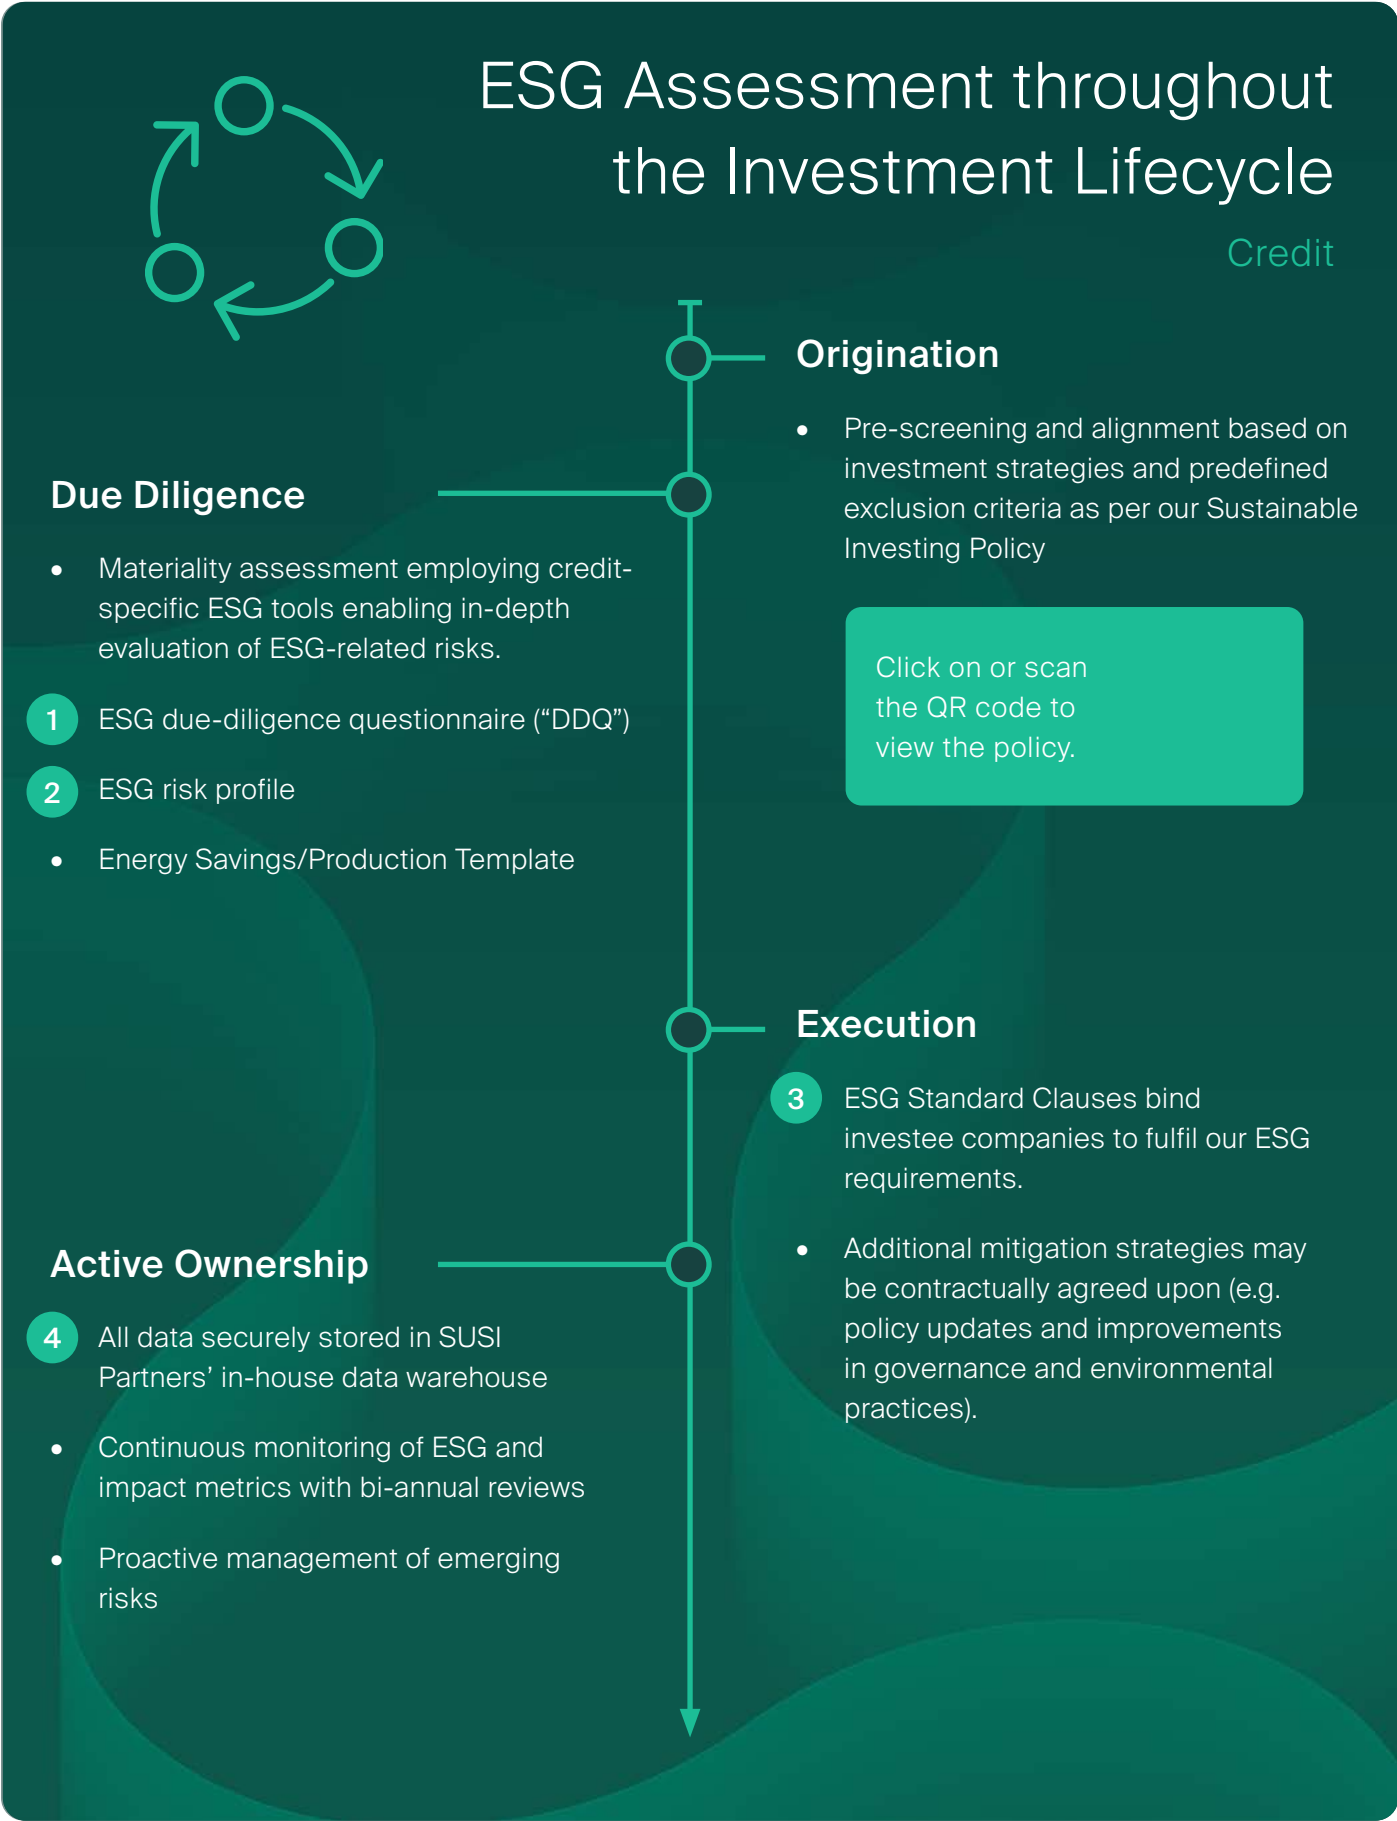 ESG Assessment throughout
the Investment Lifecycle
Credit
Origination
• Pre-screening and alignment based on
investment strategies and predefined
exclusion criteria as per our Sustainable
Investing Policy
Click on or scan
the QR code to
view the policy.
Due Diligence
• Materiality assessment employing credit-
specific ESG tools enabling in-depth
evaluation of ESG-related risks.
1 ESG due-diligence questionnaire (“DDQ”)
2 ESG risk profile
• Energy Savings/Production Template
Execution
3 ESG Standard Clauses bind
investee companies to fulfil our ESG
requirements.
• Additional mitigation strategies may
be contractually agreed upon (e.g.
policy updates and improvements
in governance and environmental
practices).
Active Ownership
4 All data securely stored in SUSI
Partners’ in-house data warehouse
• Continuous monitoring of ESG and
impact metrics with bi-annual reviews
• Proactive management of emerging
risks